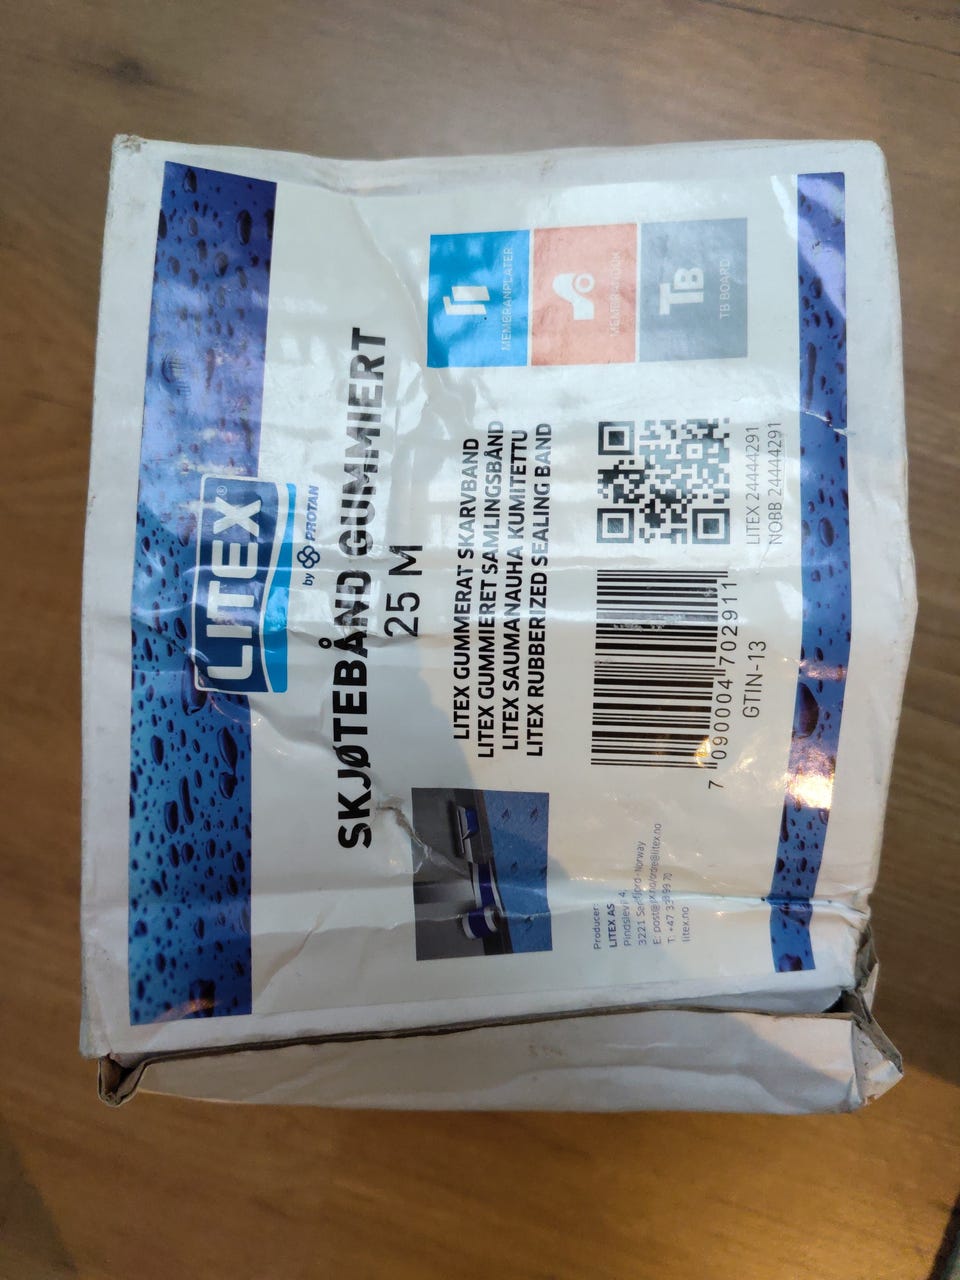 LITEX®
by PROTAN
SKJØTEBÅND GUMMIERT
25 M
LITEX GUMMERAT SKARVBAND
LITEX GUMMIERET SAMLINGSBÅND
LITEX SAUMANAUHA KUMITETTU
LITEX RUBBERIZED SEALING BAND
MEMBRANPLATER
TB
TB BOARD
Producer:
LITEX AS
3221 Sandefjord - Norway
litex.no
7 090004 702911
GTIN-13
LITEX 24444291
NOBB 24444291